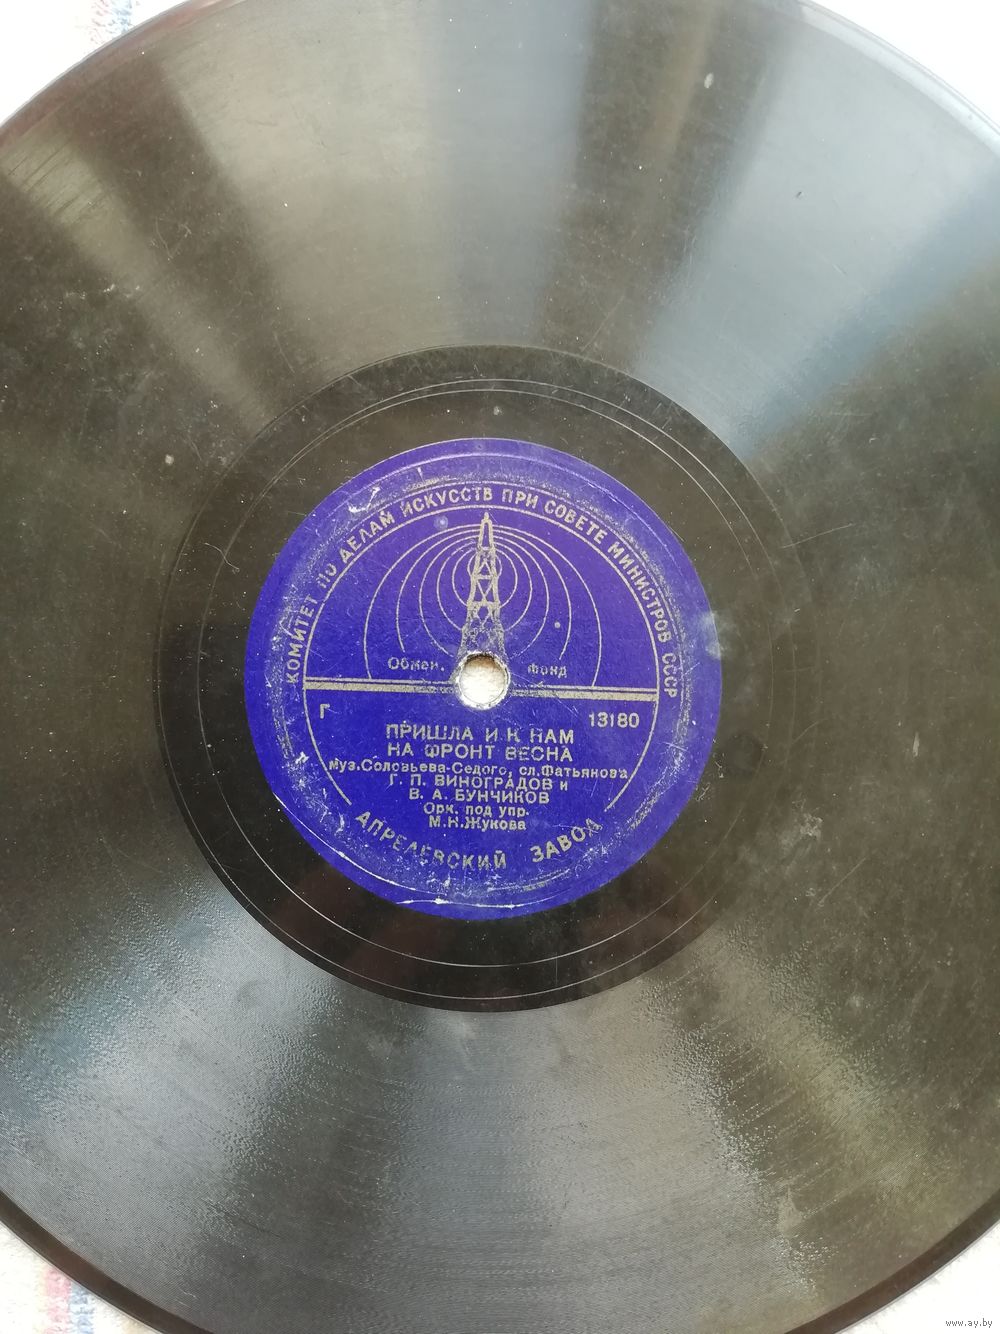 КОМИТЕТ ПО ДЕЛАМ ИСКУССТВ ПРИ СОВЕТЕ МИНИСТРОВ СССР
Обмен. Фонд
Г 13180
ПРИШЛА И К НАМ
НА ФРОНТ ВЕСНА
Муз.Соловьева-Седого, сл.Фатьянова
Г. П. ВИНОГРАДОВ и
В. А. БУНЧИКОВ
Орк. под упр.
М.Н.Жукова
АПРЕЛЕВСКИЙ ЗАВОД
www.ay.by